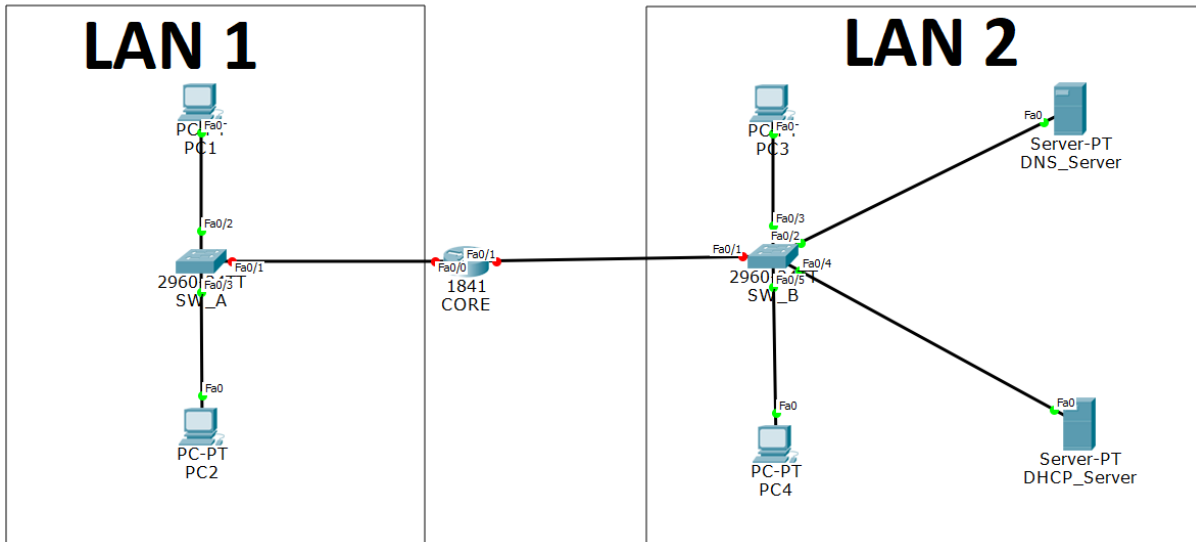 LAN 1
LAN 2
Fa0
PC1
Fa0/2
Fa0/1
SW_A
Fa0/3
Fa0
PC-PT
PC2
Fa0/0
Fa0/1
1841
CORE
Fa0
PC3
Fa0/3
Fa0/2
Fa0/1
Fa0/4
Fa0/5
SW_B
Fa0
PC-PT
PC4
Fa0
Server-PT
DNS_Server
Fa0
Server-PT
DHCP_Server